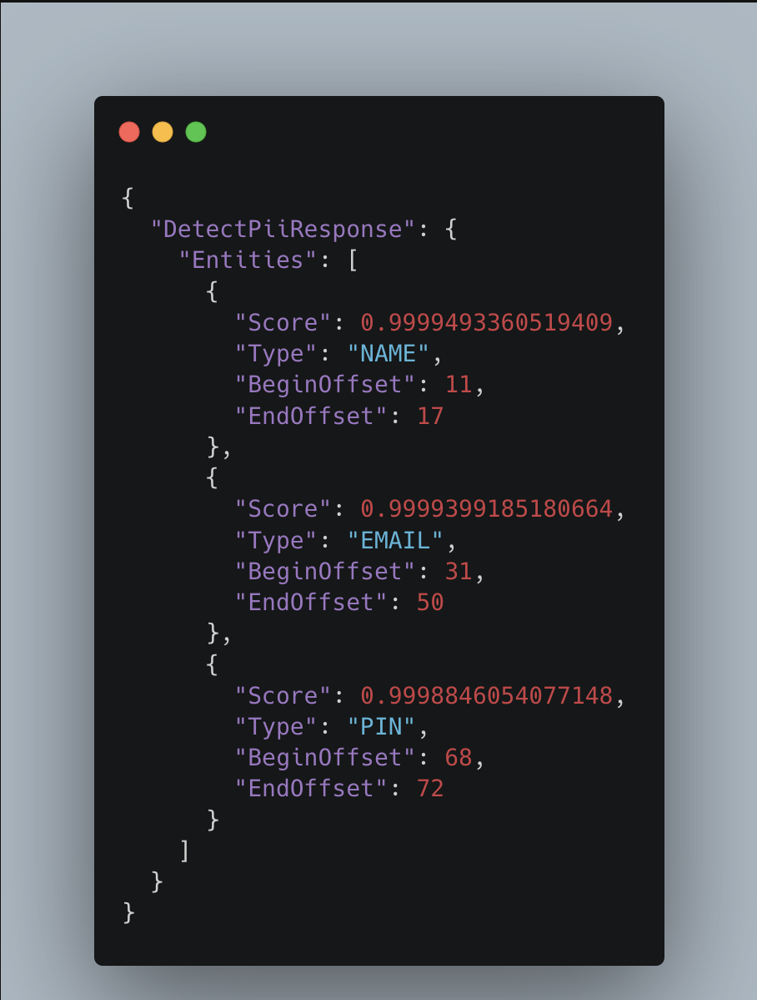 {
  "DetectPiiResponse": {
    "Entities": [
      {
        "Score": 0.9999493360519409,
        "Type": "NAME",
        "BeginOffset": 11,
        "EndOffset": 17
      },
      {
        "Score": 0.9999399185180664,
        "Type": "EMAIL",
        "BeginOffset": 31,
        "EndOffset": 50
      },
      {
        "Score": 0.9998846054077148,
        "Type": "PIN",
        "BeginOffset": 68,
        "EndOffset": 72
      }
    ]
  }
}